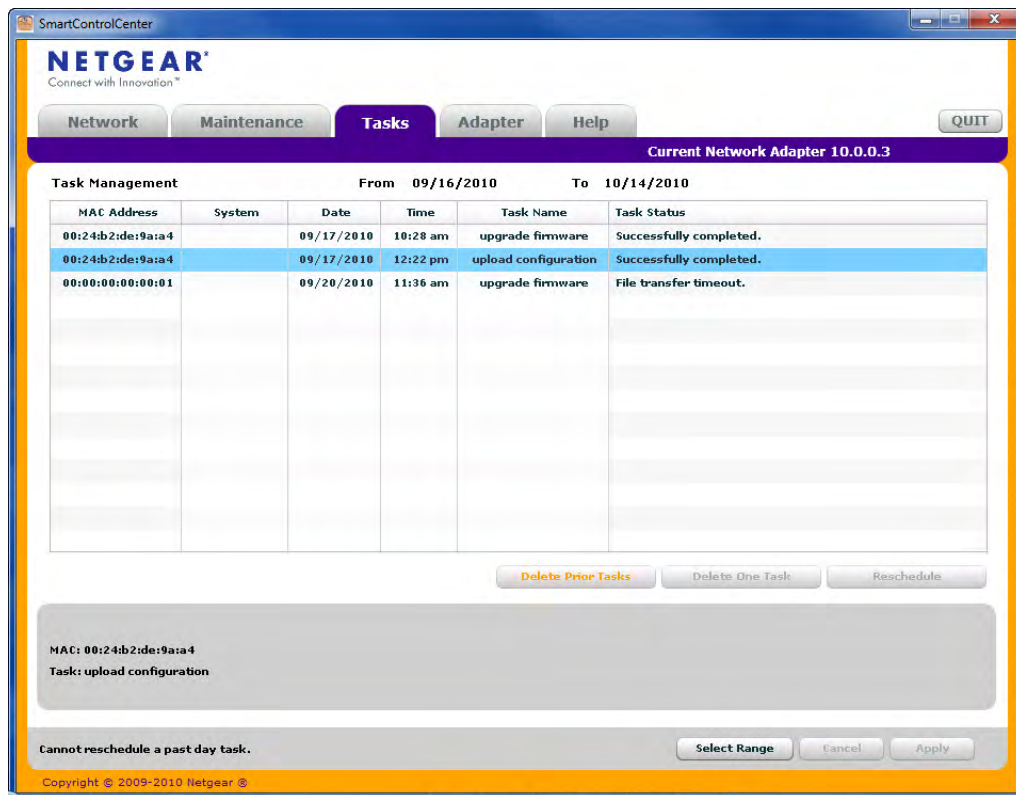 SmartControlCenter
NETGEAR®
Connect with Innovation™
Network Maintenance Tasks Adapter Help QUIT
Current Network Adapter 10.0.0.3
Task Management From 09/16/2010 To 10/14/2010
MAC Address System Date Time Task Name Task Status
00:24:b2:de:9a:a4 09/17/2010 10:28 am upgrade firmware Successfully completed.
00:24:b2:de:9a:a4 09/17/2010 12:22 pm upload configuration Successfully completed.
00:00:00:00:00:01 09/20/2010 11:36 am upgrade firmware File transfer timeout.
Delete Prior Tasks Delete One Task Reschedule
MAC: 00:24:b2:de:9a:a4
Task: upload configuration
Cannot reschedule a past day task. Select Range Cancel Apply
Copyright © 2009-2010 Netgear ®